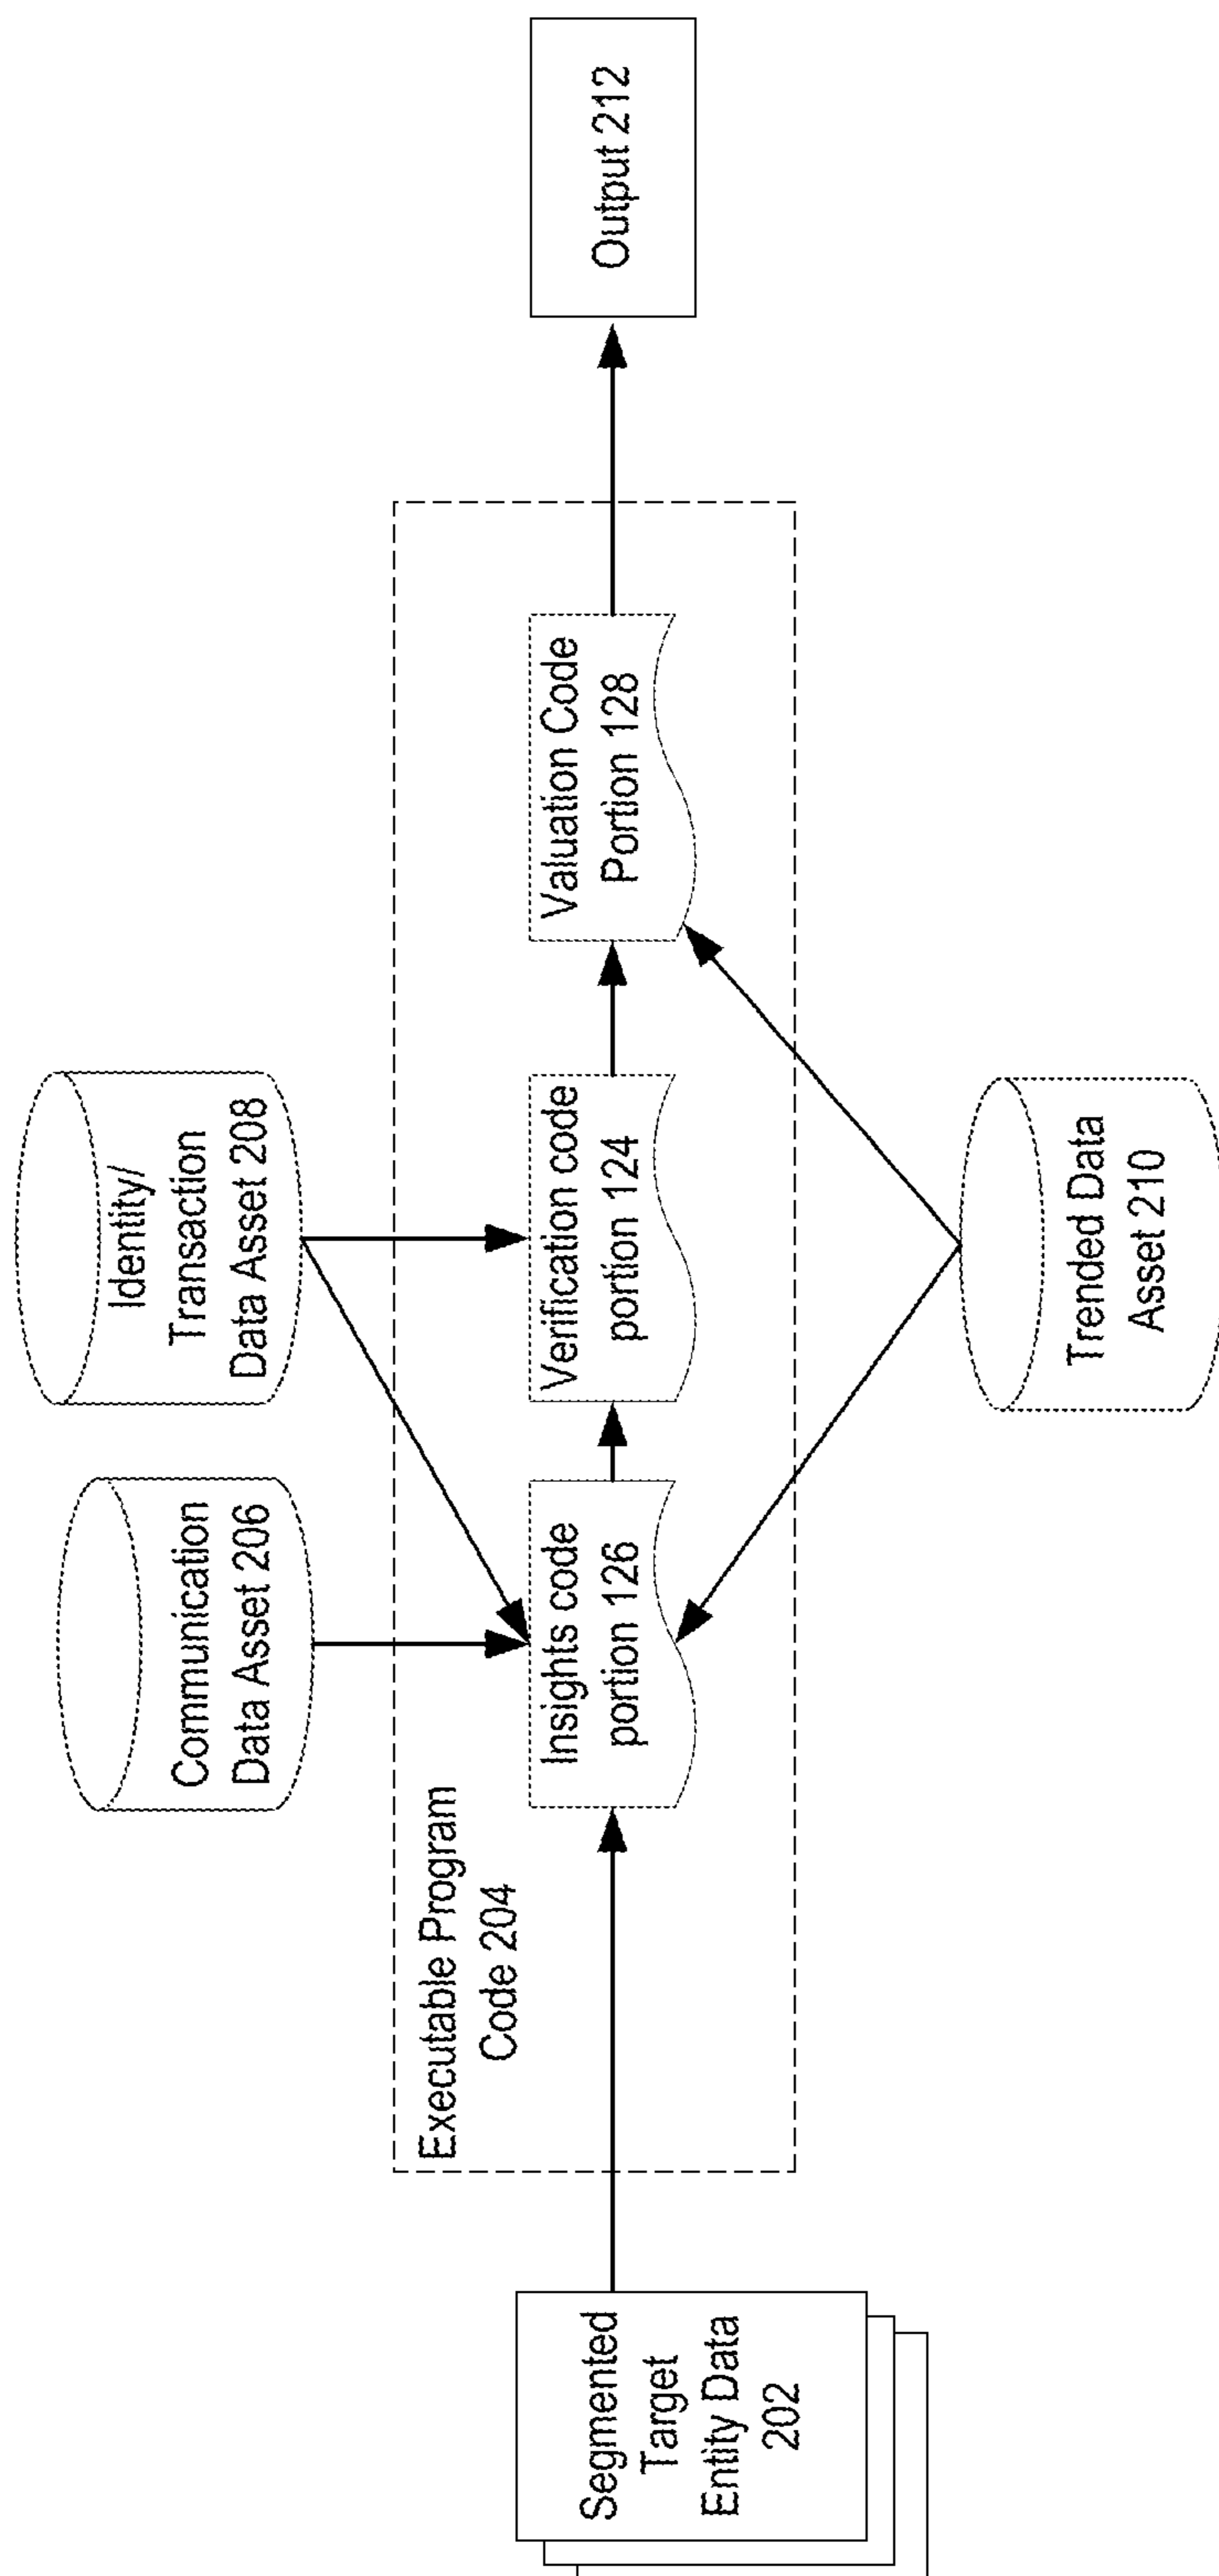 Communication
Data Asset 206
Identity/
Transaction
Data Asset 208
Executable Program
Code 204
Segmented
Target
Entity Data
202
Insights code
portion 126
Verification code
portion 124
Valuation Code
Portion 128
Output 212
Trended Data
Asset 210